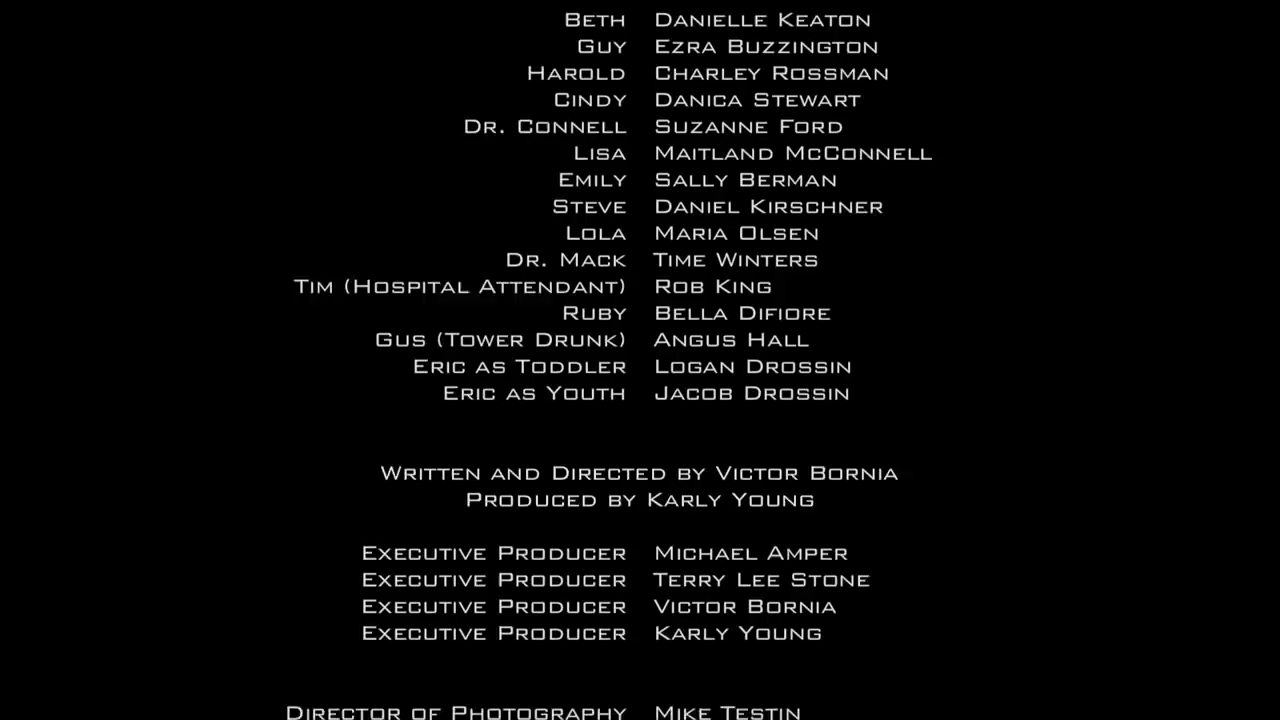 Beth Danielle Keaton
Guy Ezra Buzzington
Harold Charley Rossman
Cindy Danica Stewart
Dr. Connell Suzanne Ford
Lisa Maitland McConnell
Emily Sally Berman
Steve Daniel Kirschner
Lola Maria Olsen
Dr. Mack Time Winters
Tim (Hospital Attendant) Rob King
Ruby Bella Difiore
Gus (Tower Drunk) Angus Hall
Eric as Toddler Logan Drossin
Eric as Youth Jacob Drossin
Written and Directed by Victor Bornia
Produced by Karly Young
Executive Producer Michael Amper
Executive Producer Terry Lee Stone
Executive Producer Victor Bornia
Executive Producer Karly Young
Director of Photography Mike Testin